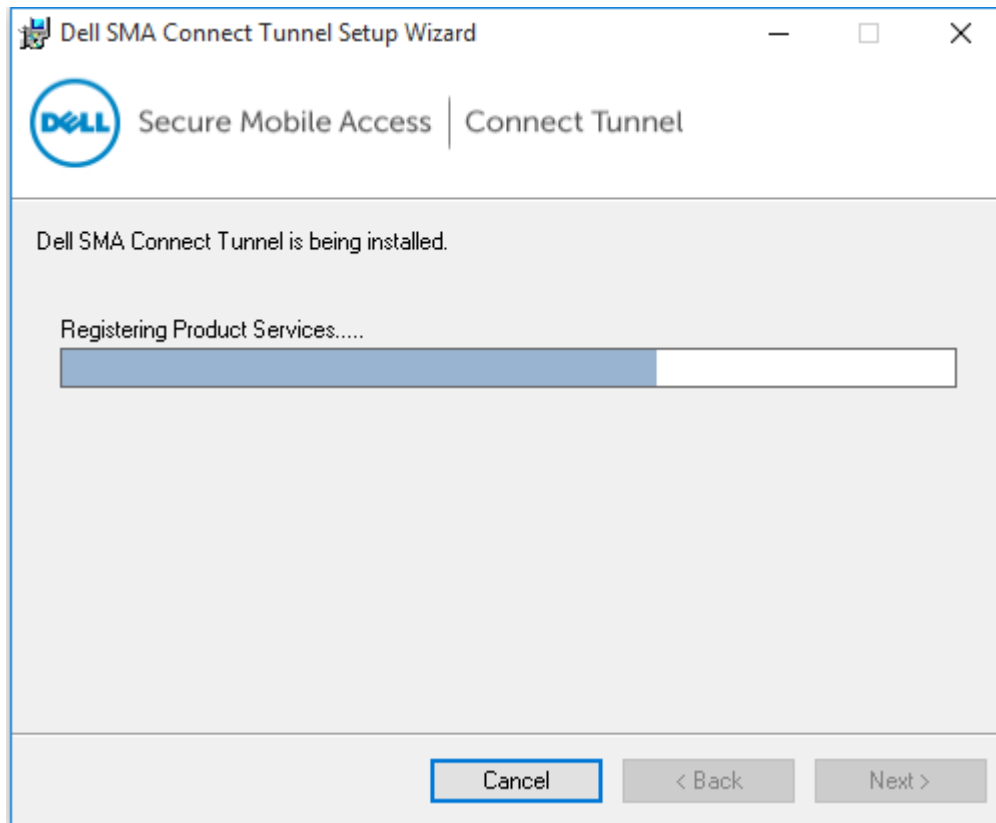 Dell SMA Connect Tunnel Setup Wizard
DELL Secure Mobile Access | Connect Tunnel
Dell SMA Connect Tunnel is being installed.
Registering Product Services.....
Cancel < Back Next >